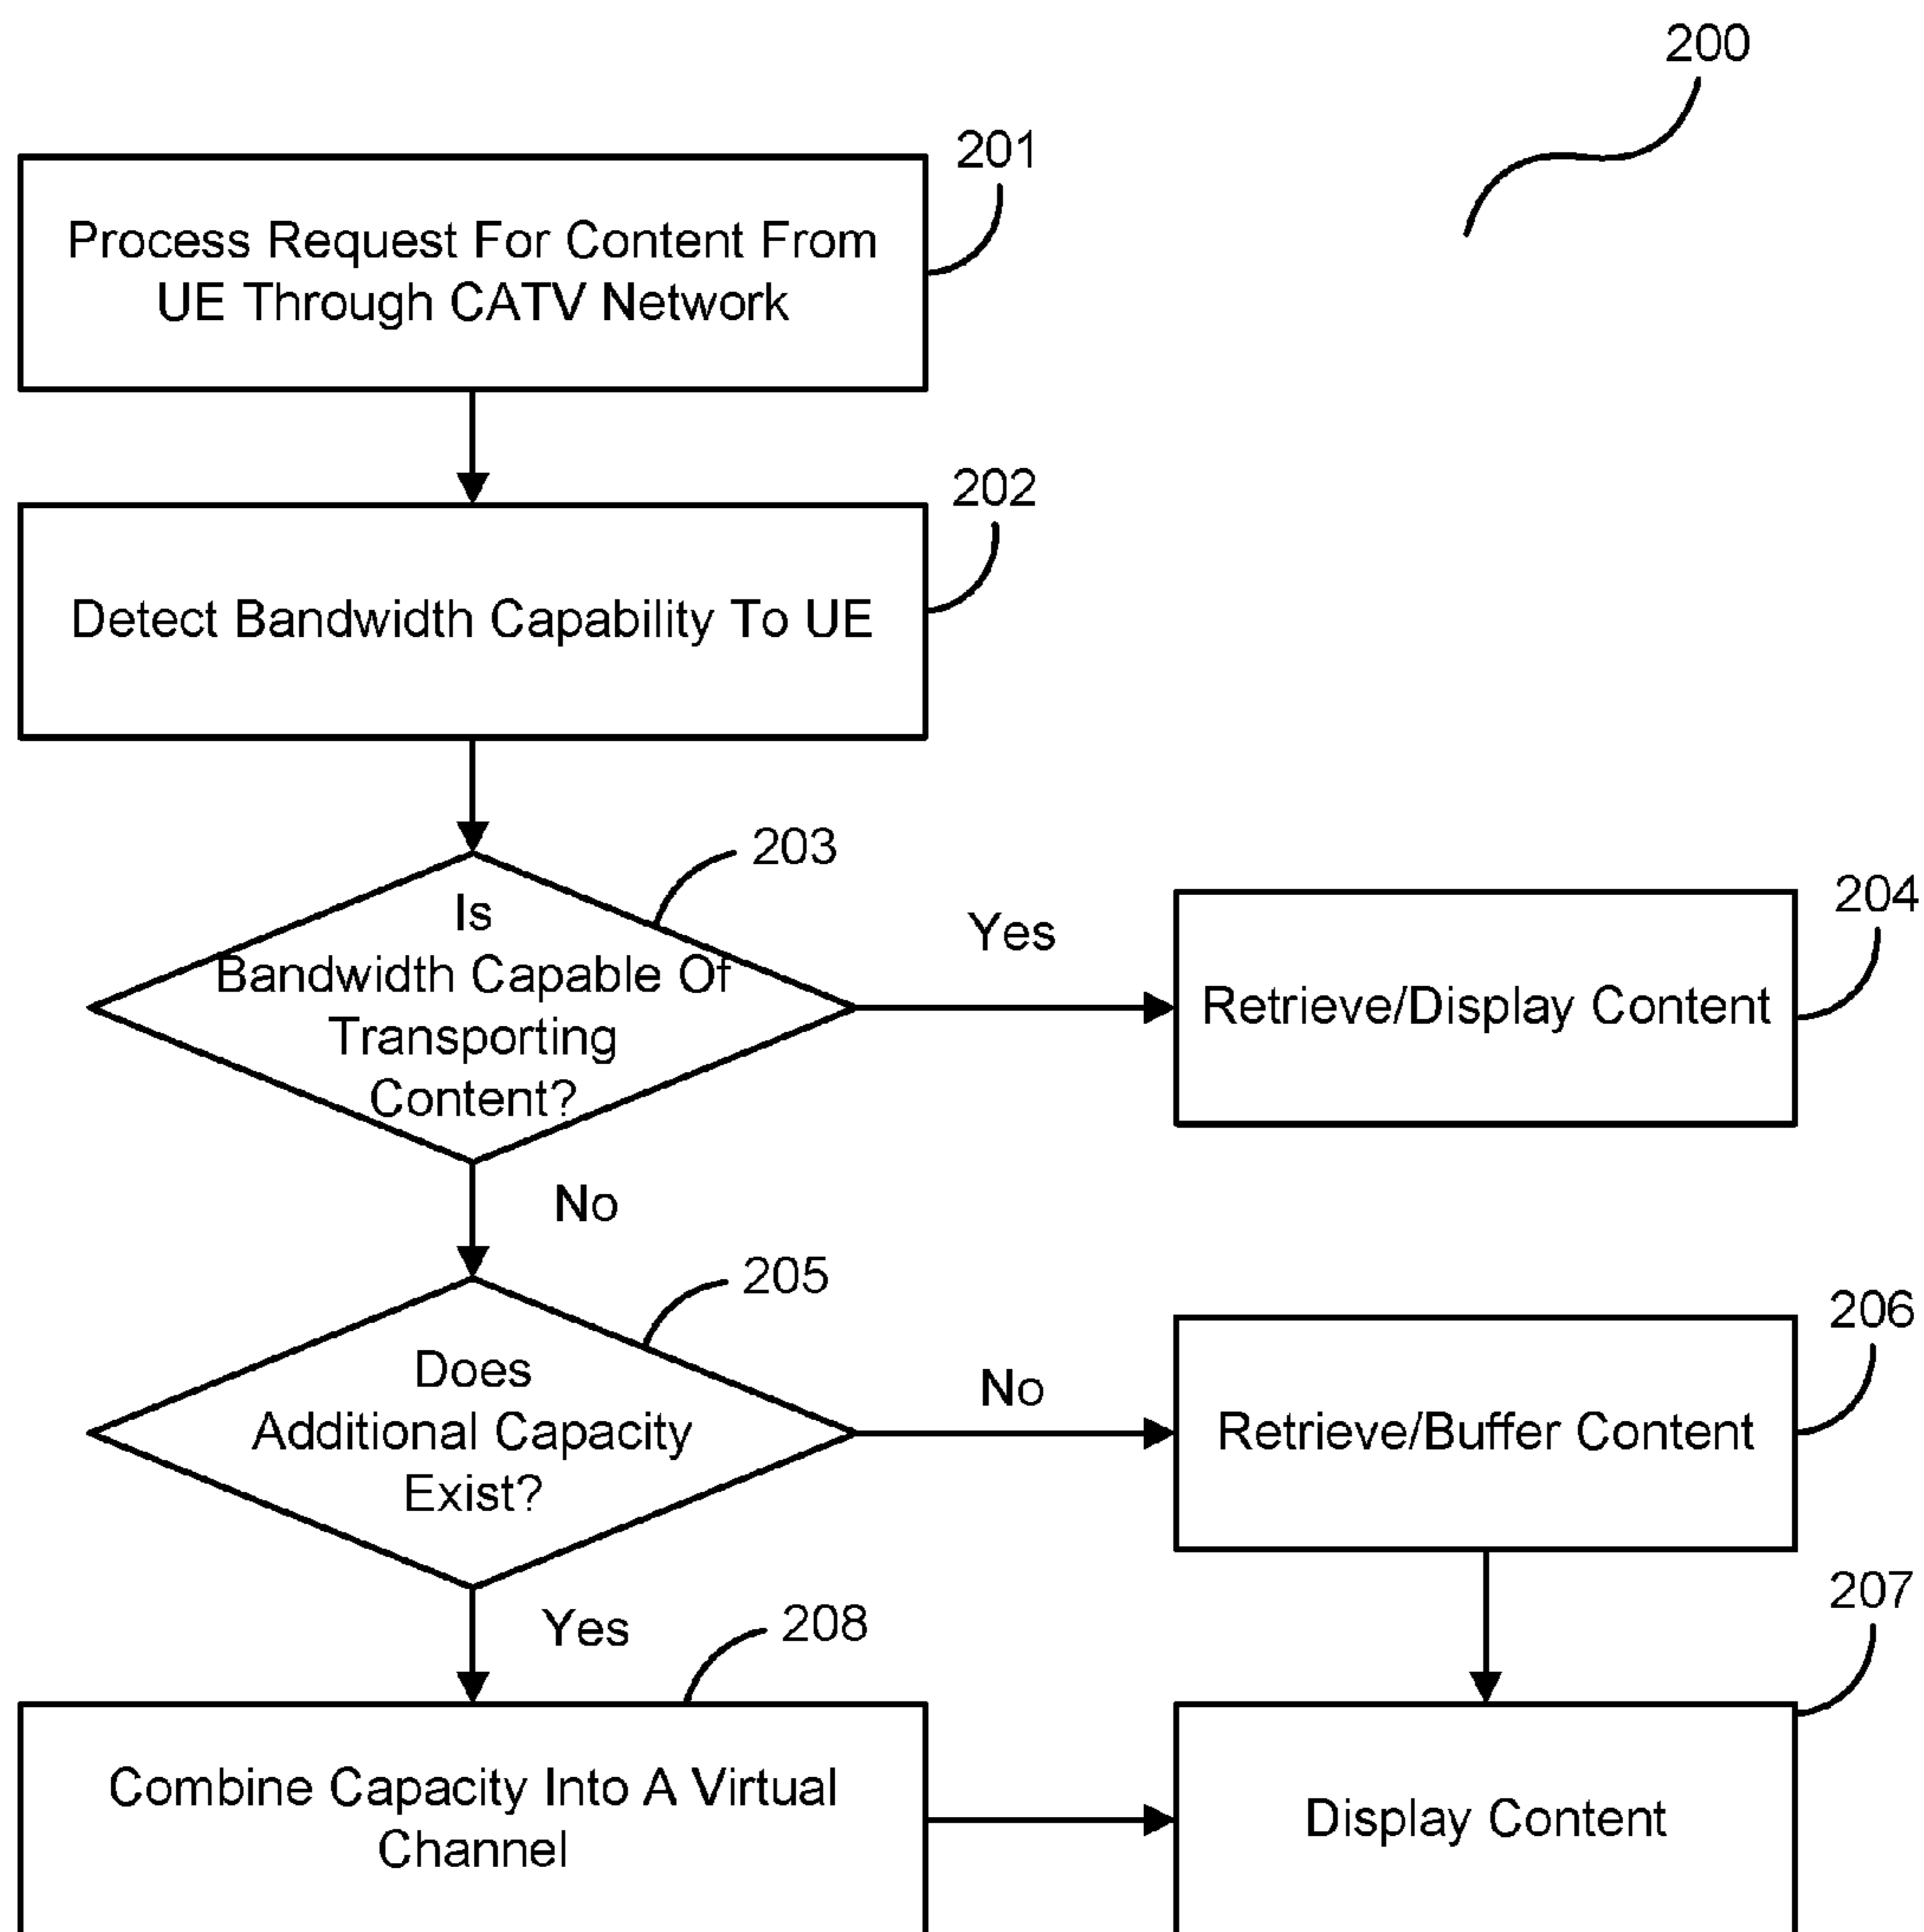 200
201
Process Request For Content From
UE Through CATV Network
202
Detect Bandwidth Capability To UE
203
Is
Bandwidth Capable Of
Transporting
Content?
Yes
204
Retrieve/Display Content
No
205
Does
Additional Capacity
Exist?
No
206
Retrieve/Buffer Content
207
Yes
208
Combine Capacity Into A Virtual
Channel
Display Content